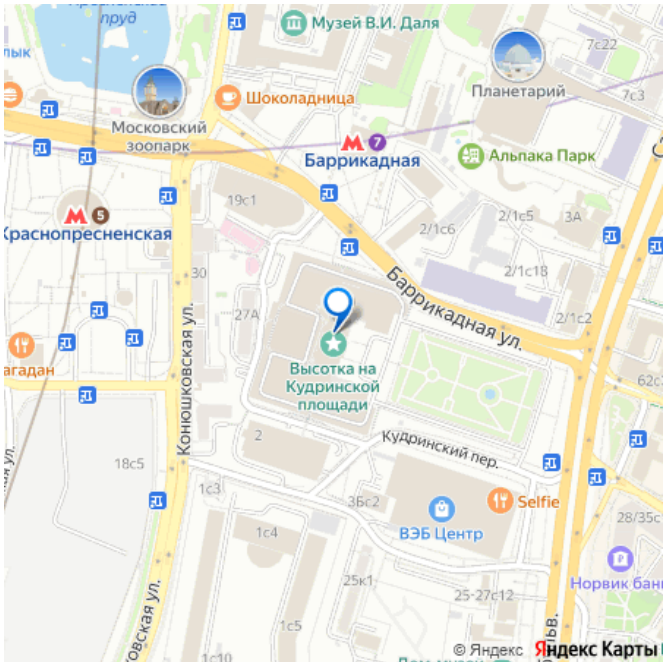 пруд
Музей В.И. Даля
7с22
7с3
Планетарий
Шоколадница
Московский
зоопарк
7
Баррикадная
Альпака Парк
19с1
3А
2/1с5
2/1с6
5
Краснопресненская
2/1с18
30
Баррикадная ул.
27А
2/1с2
Конюшковская ул.
Высотка на
Кудринской
площади
2
Кудринский пер.
18с5
1с3
3Бс2
Selfie
ВЭБ Центр
28/35с
1с4
25к1
25-27с12
Норвик бан
1с5
© Яндекс Яндекс Карты